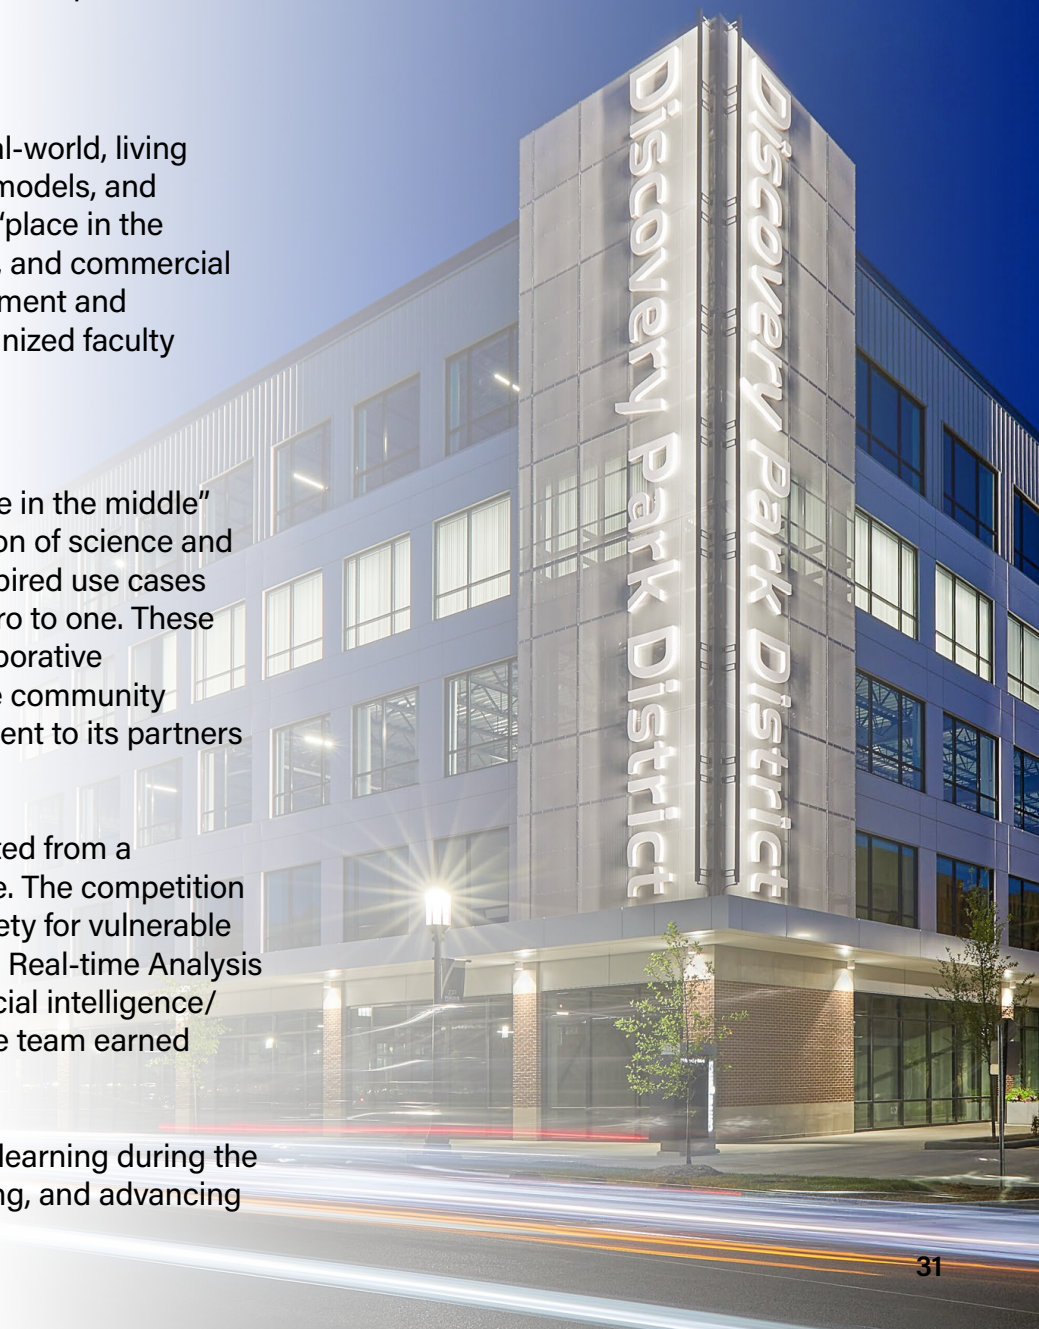 al-world, living
models, and
“place in the
, and commercial
ment and
nized faculty
e in the middle”
on of science and
pired use cases
ro to one. These
borative
e community
ent to its partners
ted from a
e. The competition
ety for vulnerable
Real-time Analysis
cial intelligence/
e team earned
learning during the
ng, and advancing
Discovery Park District
Discovery Park District
31